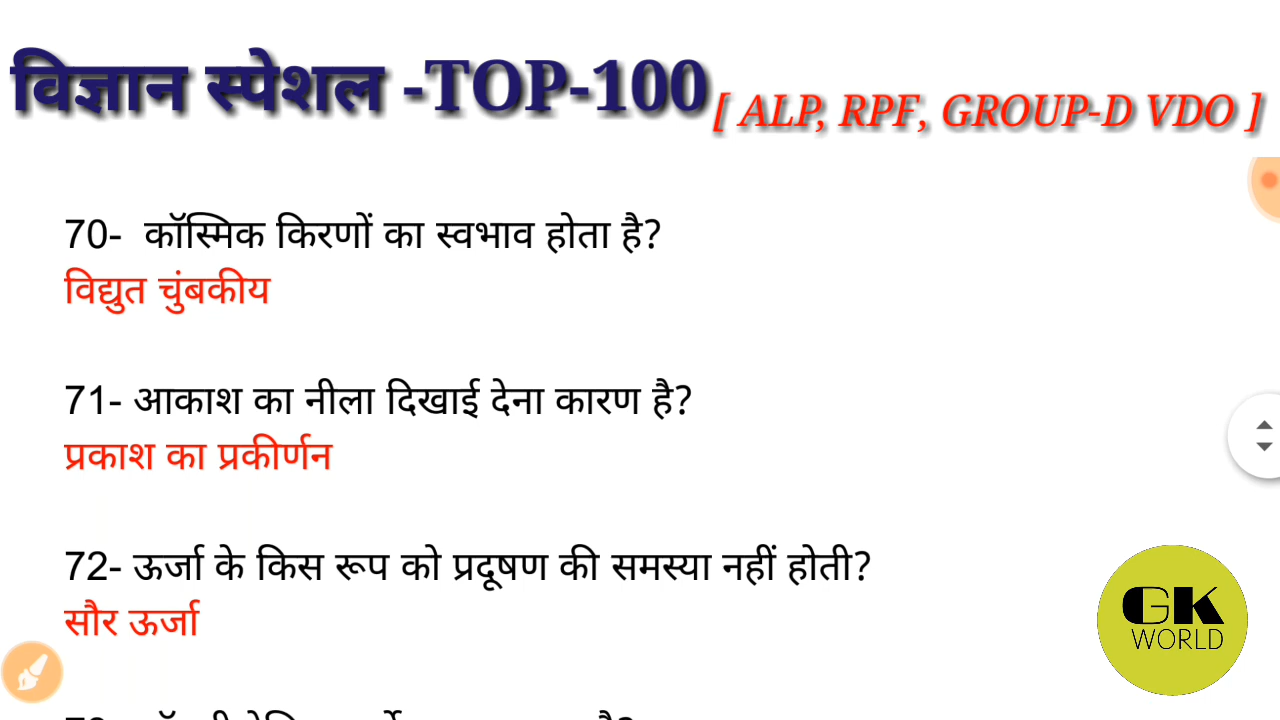 विज्ञान स्पेशल -TOP-100 [ ALP, RPF, GROUP-D VDO ]
70- कॉस्मिक किरणों का स्वभाव होता है?
विद्युत चुंबकीय
71- आकाश का नीला दिखाई देना कारण है?
प्रकाश का प्रकीर्णन
72- ऊर्जा के किस रूप को प्रदूषण की समस्या नहीं होती?
सौर ऊर्जा
GK
WORLD